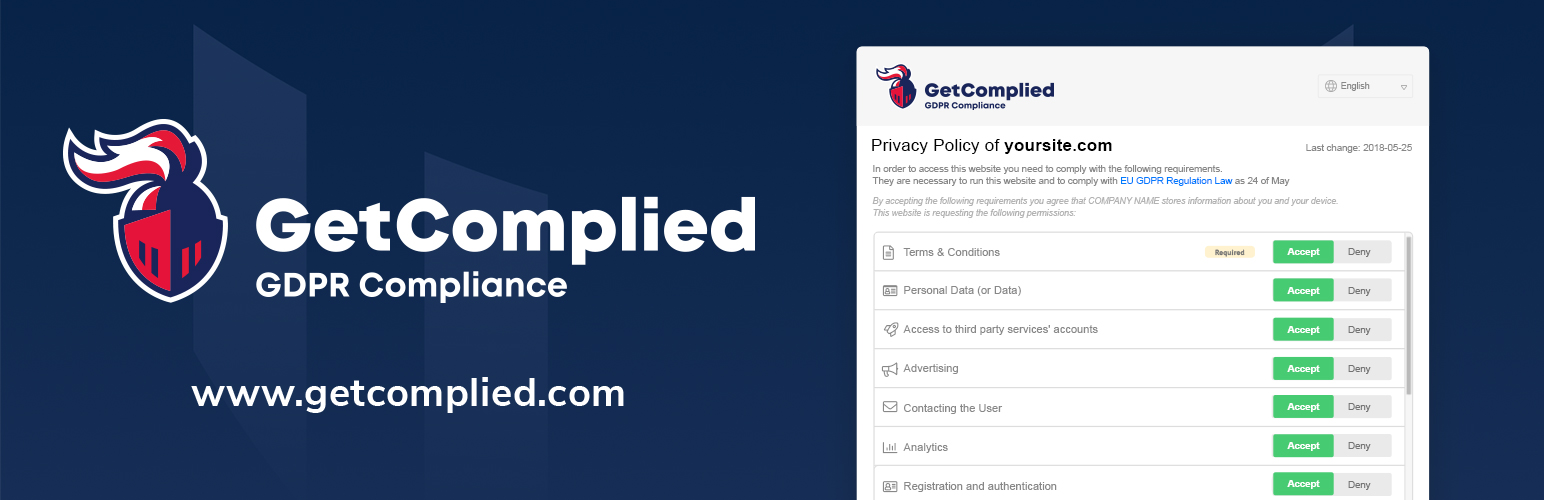 GetComplied
GDPR Compliance
www.getcomplied.com
GetComplied
GDPR Compliance
English
Privacy Policy of yoursite.com
Last change: 2018-05-25
In order to access this website you need to comply with the following requirements.
They are necessary to run this website and to comply with EU GDPR Regulation Law as 24 of May
By accepting the following requirements you agree that COMPANY NAME stores information about you and your device.
This website is requesting the following permissions:
Terms & Conditions Required Accept Deny
Personal Data (or Data) Accept Deny
Access to third party services' accounts Accept Deny
Advertising Accept Deny
Contacting the User Accept Deny
Analytics Accept Deny
Registration and authentication Accept Deny